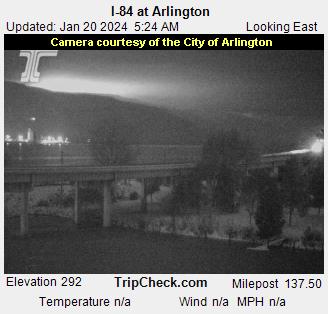 I-84 at Arlington
Updated: Jan 20 2024 5:24 AM Looking East
Camera courtesy of the City of Arlington
Elevation 292 TripCheck.com Milepost 137.50
Temperature n/a Wind n/a MPH n/a